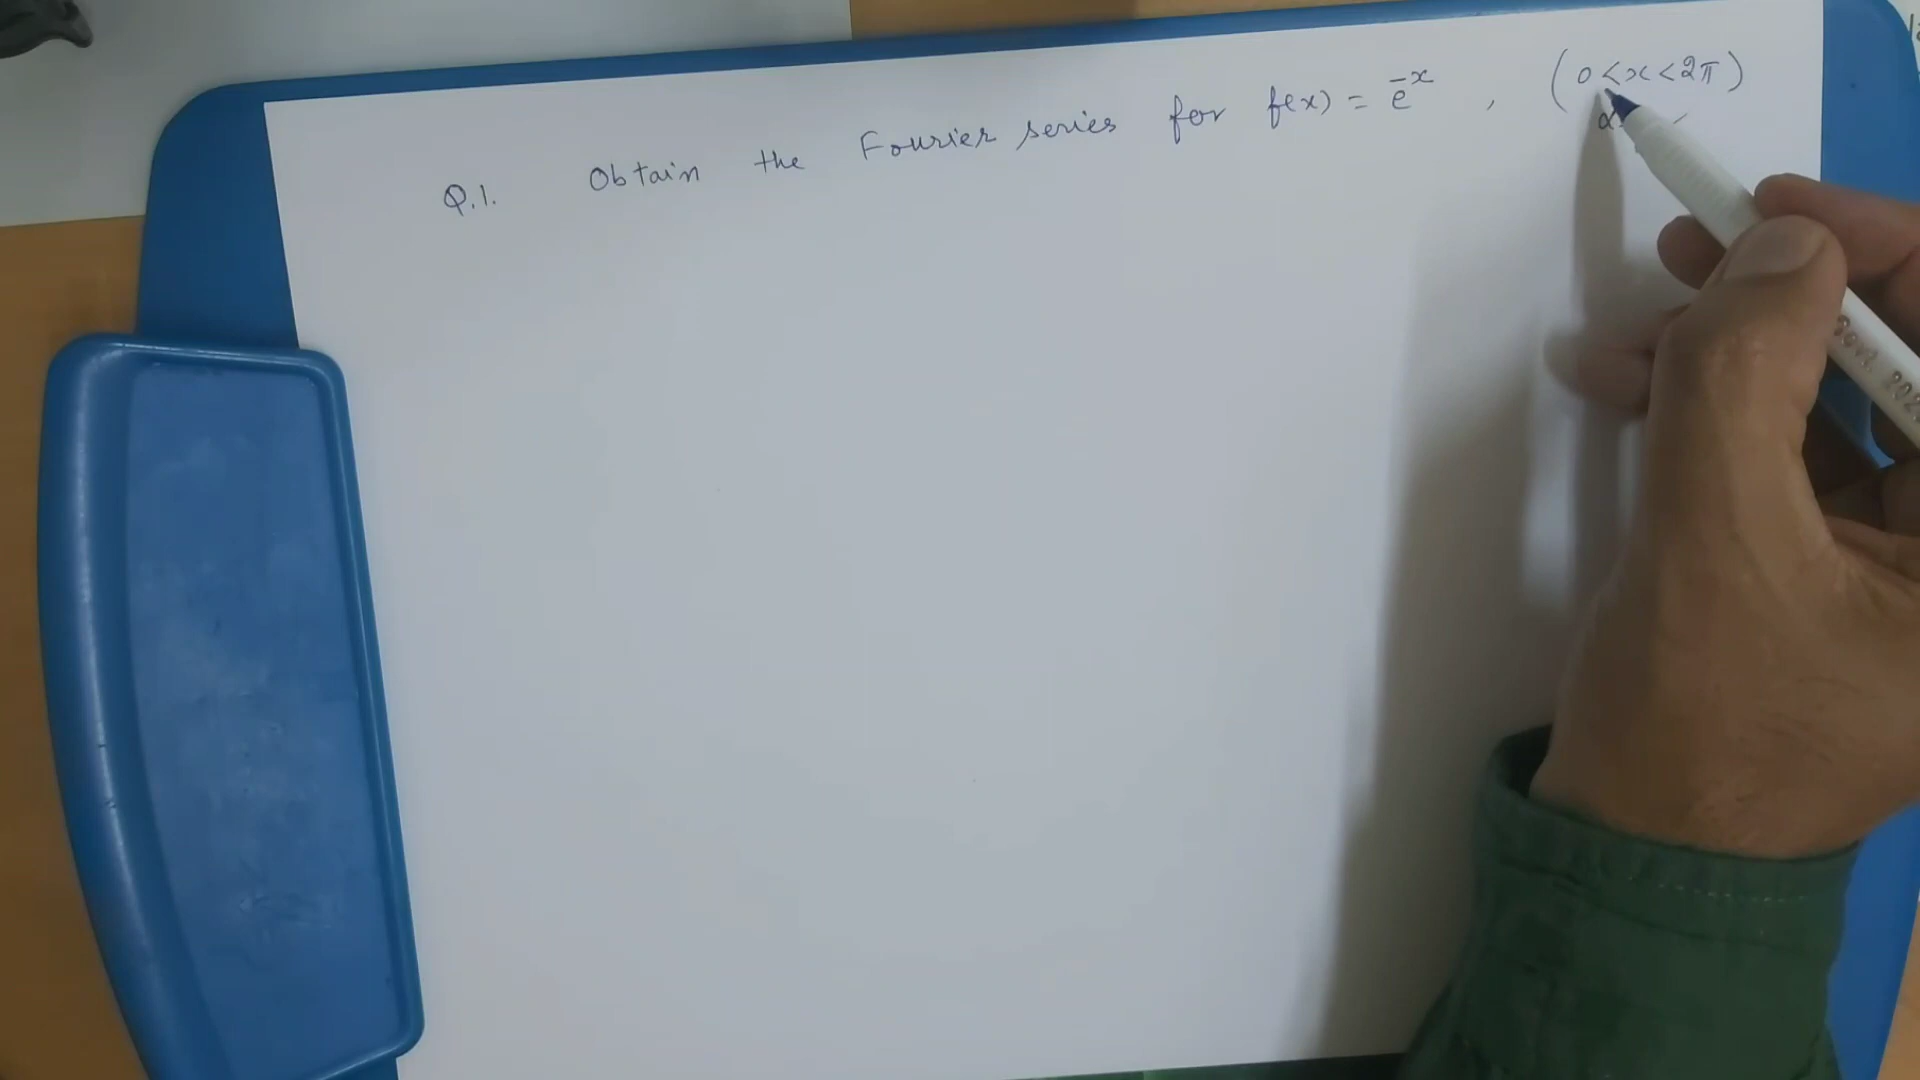 Q.1. Obtain the Fourier series for f(x) = e⁻ˣ , (0<x<2π)